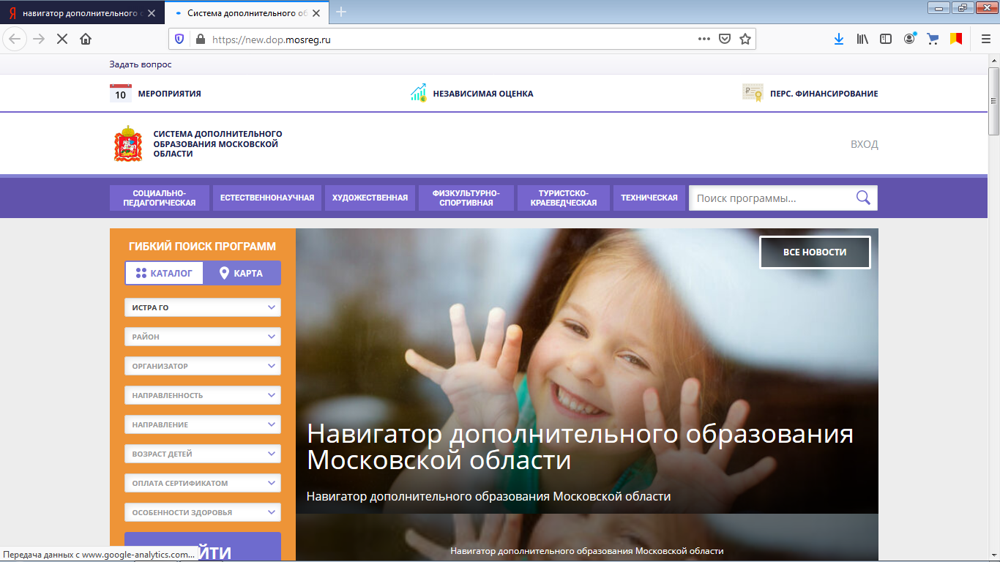 навигатор дополнительного
Система дополнительного об
https://new.dop.mosreg.ru
Задать вопрос
10
МЕРОПРИЯТИЯ
НЕЗАВИСИМАЯ ОЦЕНКА
ПЕРС. ФИНАНСИРОВАНИЕ
СИСТЕМА ДОПОЛНИТЕЛЬНОГО
ОБРАЗОВАНИЯ МОСКОВСКОЙ
ОБЛАСТИ
ВХОД
СОЦИАЛЬНО-
ПЕДАГОГИЧЕСКАЯ
ЕСТЕСТВЕННОНАУЧНАЯ
ХУДОЖЕСТВЕННАЯ
ФИЗКУЛЬТУРНО-
СПОРТИВНАЯ
ТУРИСТСКО-
КРАЕВЕДЧЕСКАЯ
ТЕХНИЧЕСКАЯ
Поиск программы...
ГИБКИЙ ПОИСК ПРОГРАММ
КАТАЛОГ
КАРТА
ИСТРА ГО
РАЙОН
ОРГАНИЗАТОР
НАПРАВЛЕННОСТЬ
НАПРАВЛЕНИЕ
ВОЗРАСТ ДЕТЕЙ
ОПЛАТА СЕРТИФИКАТОМ
ОСОБЕННОСТИ ЗДОРОВЬЯ
ЙТИ
ВСЕ НОВОСТИ
Навигатор дополнительного образования
Московской области
Навигатор дополнительного образования Московской области
Навигатор дополнительного образования Московской области
Передача данных с www.google-analytics.com...